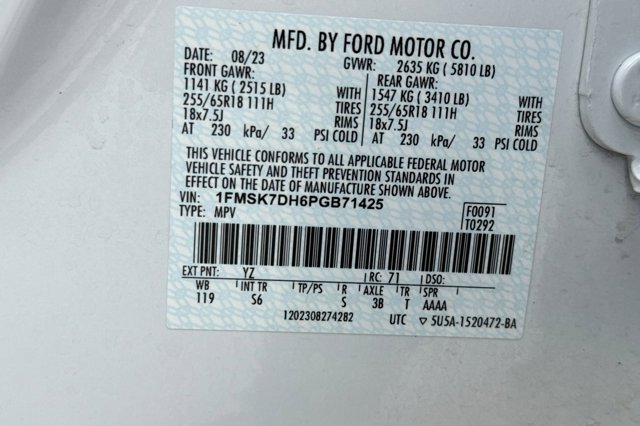 MFD. BY FORD MOTOR CO.
DATE: 08/23 GVWR: 2635 KG ( 5810 LB)
FRONT GAWR: REAR GAWR:
1141 KG ( 2515 LB) WITH 1547 KG ( 3410 LB) WITH
255/65R18 111H TIRES 255/65R18 111H TIRES
18x7.5J RIMS 18x7.5J RIMS
AT 230 kPa/ 33 PSI COLD AT 230 kPa/ 33 PSI COLD
THIS VEHICLE CONFORMS TO ALL APPLICABLE FEDERAL MOTOR
VEHICLE SAFETY AND THEFT PREVENTION STANDARDS IN
EFFECT ON THE DATE OF MANUFACTURE SHOWN ABOVE.
VIN: 1FMSK7DH6PGB71425 F0091
TYPE: MPV T0292
EXT PNT: YZ RC: 71 DSO:
WB INT TR TP/PS R AXLE TR SPR
119 S6 S 3B T AAAA
1202308274282 UTC ▽ 5U5A-1520472-BA